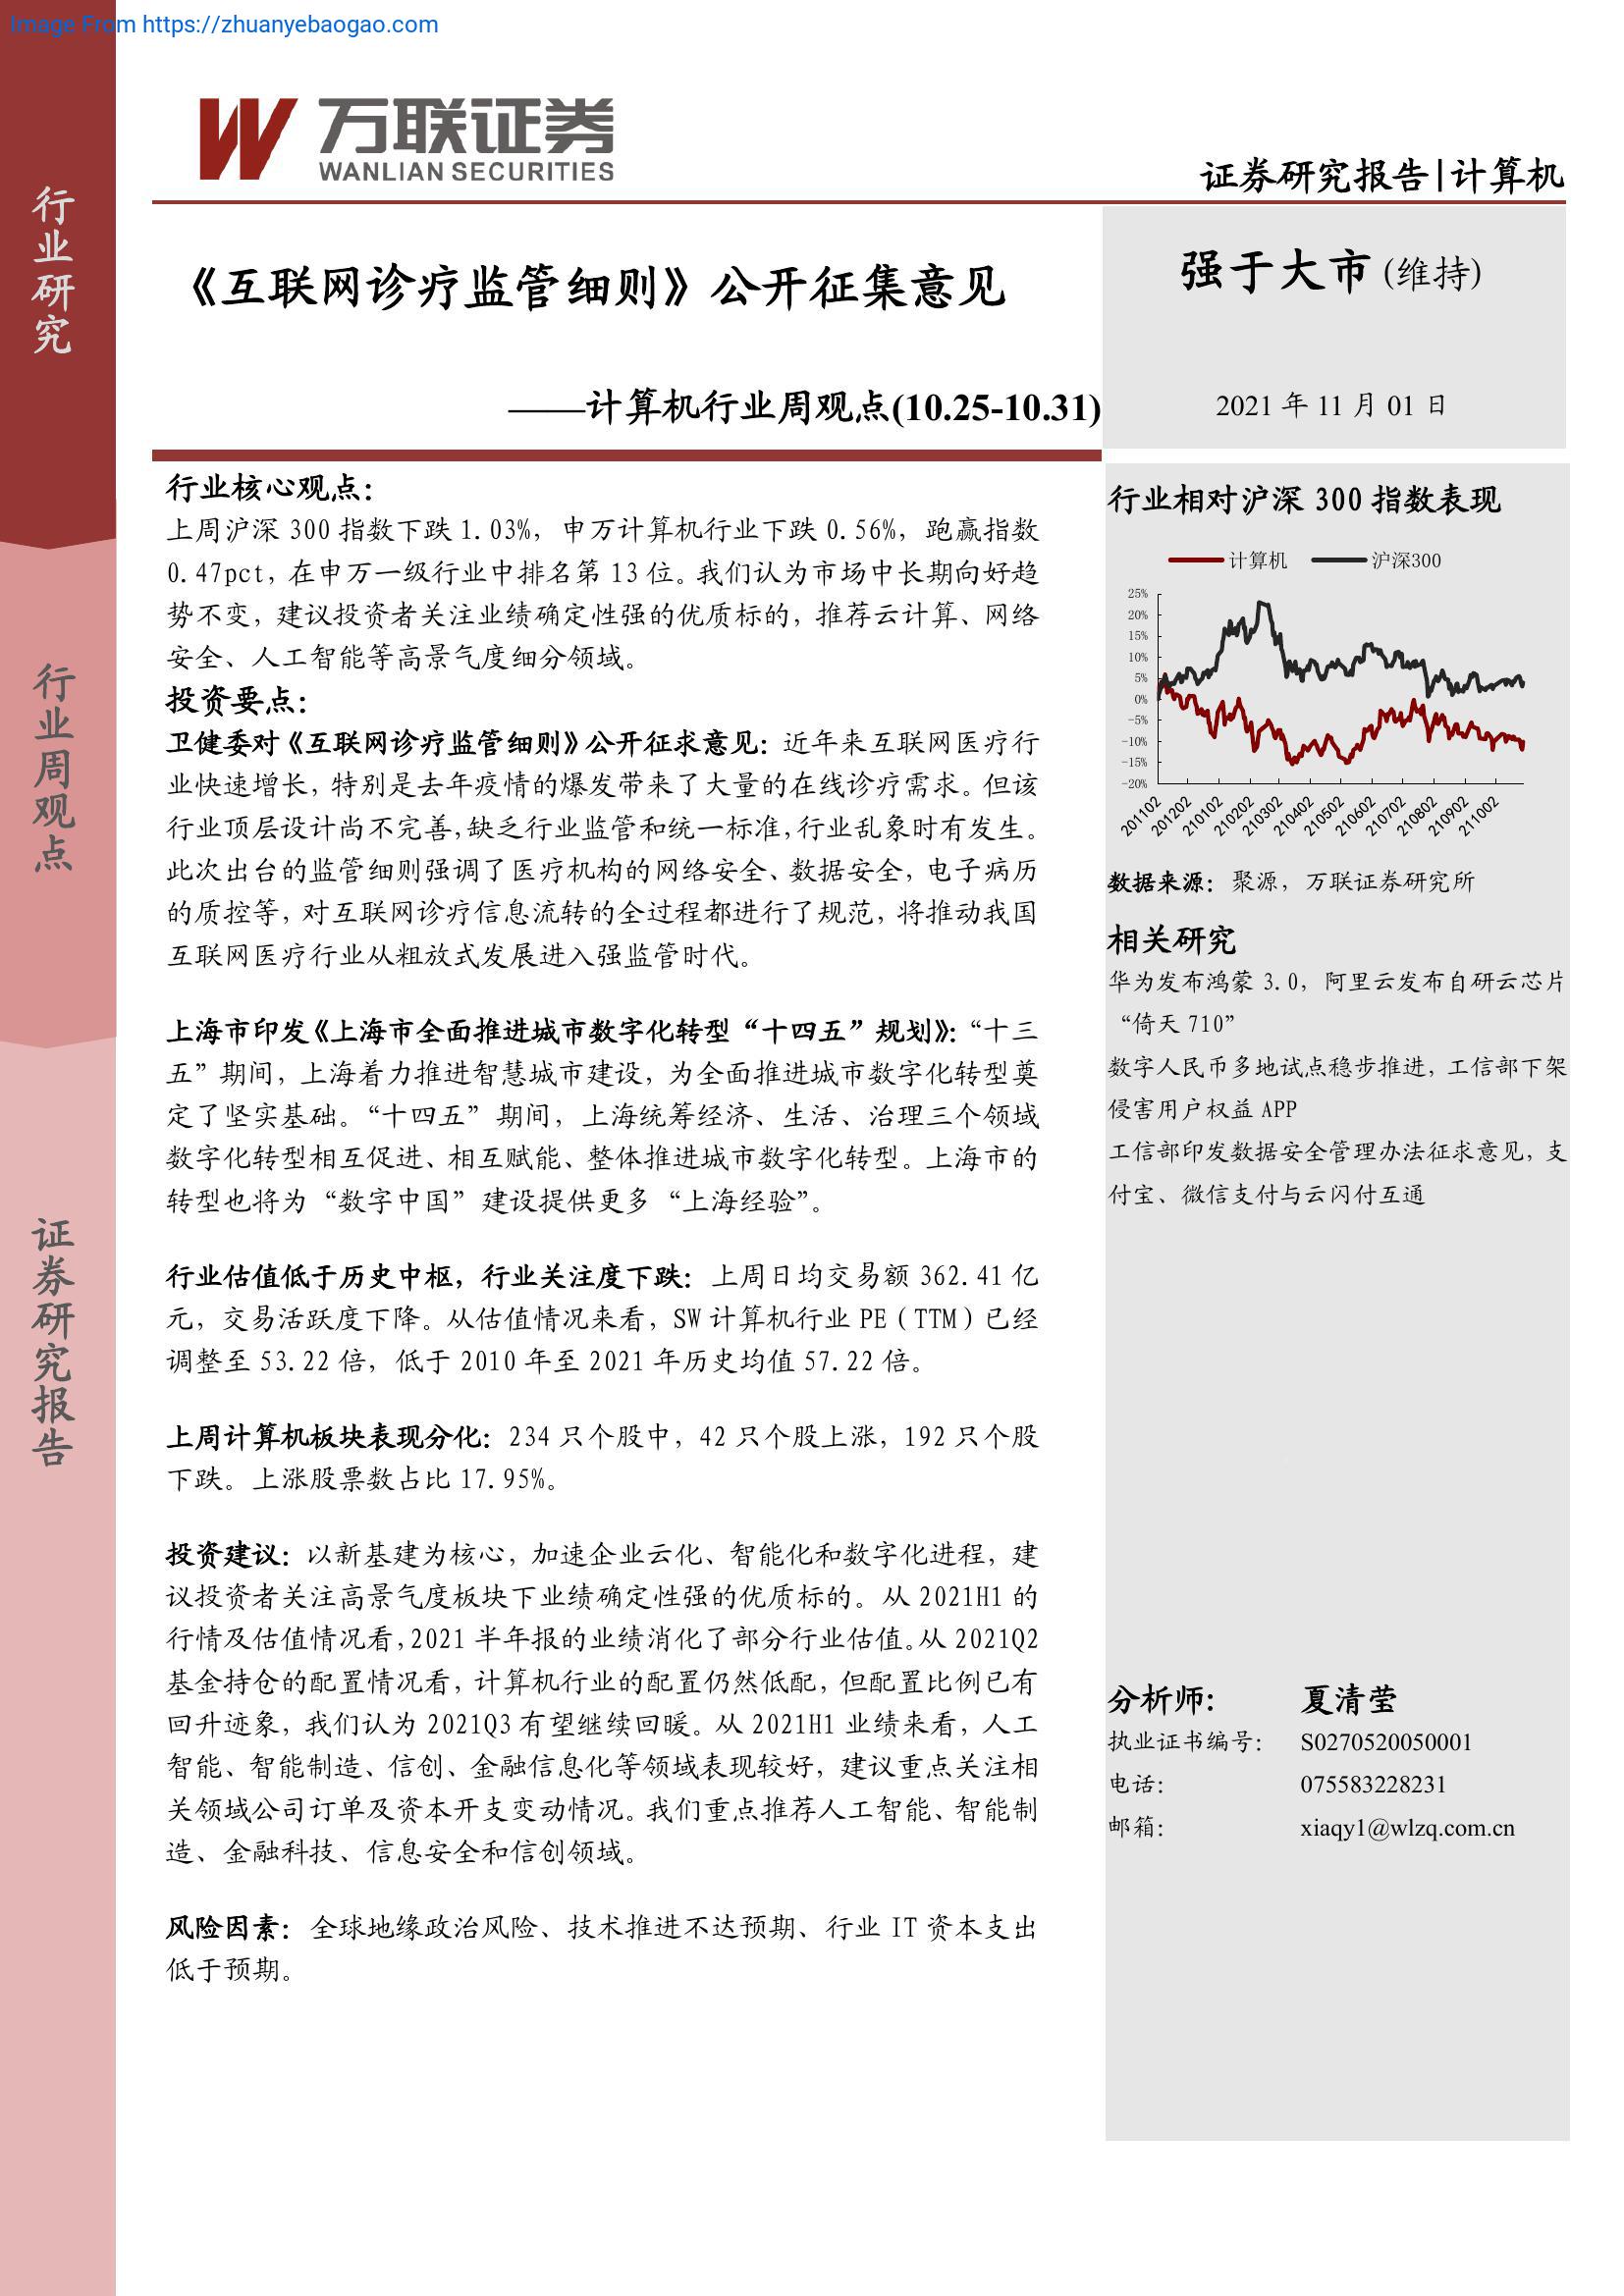 Image From https://zhuanyebaogao.com
万联证券
WANLIAN SECURITIES
证券研究报告|计算机
行业研究
行业周观点
证券研究报告
《互联网诊疗监管细则》公开征集意见
——计算机行业周观点(10.25-10.31)
强于大市(维持)
2021 年 11 月 01 日
行业核心观点：
上周沪深 300 指数下跌 1.03%，申万计算机行业下跌 0.56%，跑赢指数
0.47pct，在申万一级行业中排名第 13 位。我们认为市场中长期向好趋
势不变，建议投资者关注业绩确定性强的优质标的，推荐云计算、网络
安全、人工智能等高景气度细分领域。
投资要点：
卫健委对《互联网诊疗监管细则》公开征求意见：近年来互联网医疗行
业快速增长，特别是去年疫情的爆发带来了大量的在线诊疗需求。但该
行业顶层设计尚不完善，缺乏行业监管和统一标准，行业乱象时有发生。
此次出台的监管细则强调了医疗机构的网络安全、数据安全，电子病历
的质控等，对互联网诊疗信息流转的全过程都进行了规范，将推动我国
互联网医疗行业从粗放式发展进入强监管时代。
上海市印发《上海市全面推进城市数字化转型“十四五”规划》：“十三
五”期间，上海着力推进智慧城市建设，为全面推进城市数字化转型奠
定了坚实基础。“十四五”期间，上海统筹经济、生活、治理三个领域
数字化转型相互促进、相互赋能、整体推进城市数字化转型。上海市的
转型也将为“数字中国”建设提供更多“上海经验”。
行业估值低于历史中枢，行业关注度下跌：上周日均交易额 362.41 亿
元，交易活跃度下降。从估值情况来看，SW 计算机行业 PE（TTM）已经
调整至 53.22 倍，低于 2010 年至 2021 年历史均值 57.22 倍。
上周计算机板块表现分化：234 只个股中，42 只个股上涨，192 只个股
下跌。上涨股票数占比 17.95%。
投资建议：以新基建为核心，加速企业云化、智能化和数字化进程，建
议投资者关注高景气度板块下业绩确定性强的优质标的。从 2021H1 的
行情及估值情况看，2021 半年报的业绩消化了部分行业估值。从 2021Q2
基金持仓的配置情况看，计算机行业的配置仍然低配，但配置比例已有
回升迹象，我们认为 2021Q3 有望继续回暖。从 2021H1 业绩来看，人工
智能、智能制造、信创、金融信息化等领域表现较好，建议重点关注相
关领域公司订单及资本开支变动情况。我们重点推荐人工智能、智能制
造、金融科技、信息安全和信创领域。
风险因素：全球地缘政治风险、技术推进不达预期、行业 IT 资本支出
低于预期。
行业相对沪深 300 指数表现
计算机 沪深300
25%
20%
15%
10%
5%
0%
-5%
-10%
-15%
-20%
201102 201202 210102 210202 210302 210402 210502 210602 210702 210802 210902 211002
数据来源：聚源，万联证券研究所
相关研究
华为发布鸿蒙 3.0，阿里云发布自研云芯片
“倚天 710”
数字人民币多地试点稳步推进，工信部下架
侵害用户权益 APP
工信部印发数据安全管理办法征求意见，支
付宝、微信支付与云闪付互通
分析师： 夏清莹
执业证书编号： S0270520050001
电话： 075583228231
邮箱： xiaqy1@wlzq.com.cn